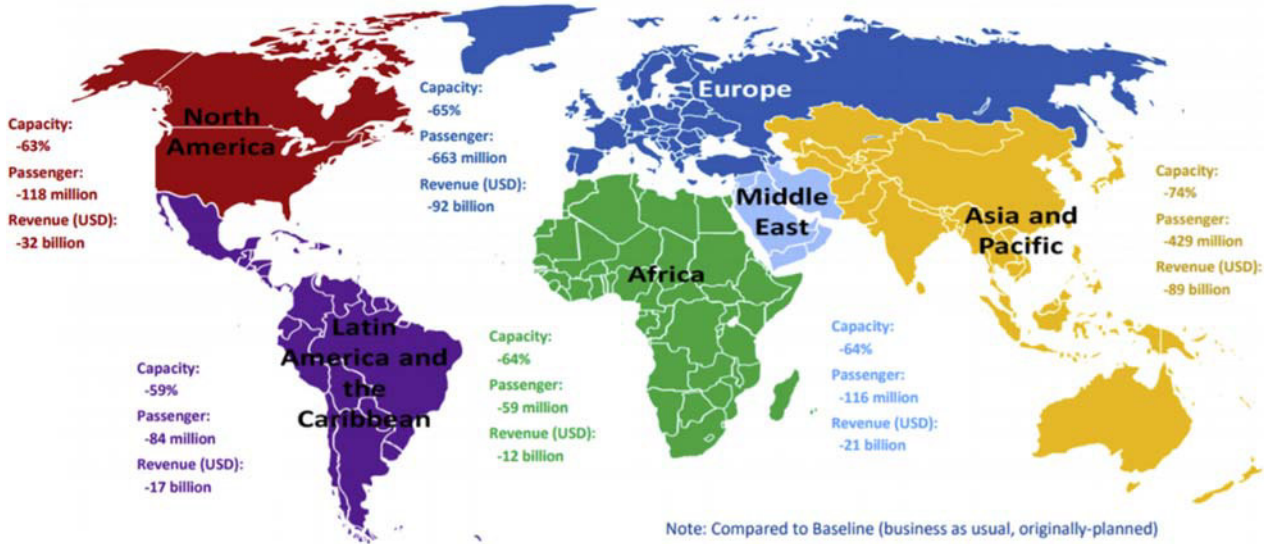 North
America
Capacity:
-63%
Passenger:
-118 million
Revenue (USD):
-32 billion
Capacity:
-65%
Passenger:
-663 million
Revenue (USD):
-92 billion
Europe
Middle
East
Asia and
Pacific
Capacity:
-74%
Passenger:
-429 million
Revenue (USD):
-89 billion
Africa
Latin
America and
the
Caribbean
Capacity:
-59%
Passenger:
-84 million
Revenue (USD):
-17 billion
Capacity:
-64%
Passenger:
-59 million
Revenue (USD):
-12 billion
Capacity:
-64%
Passenger:
-116 million
Revenue (USD):
-21 billion
Note: Compared to Baseline (business as usual, originally-planned)